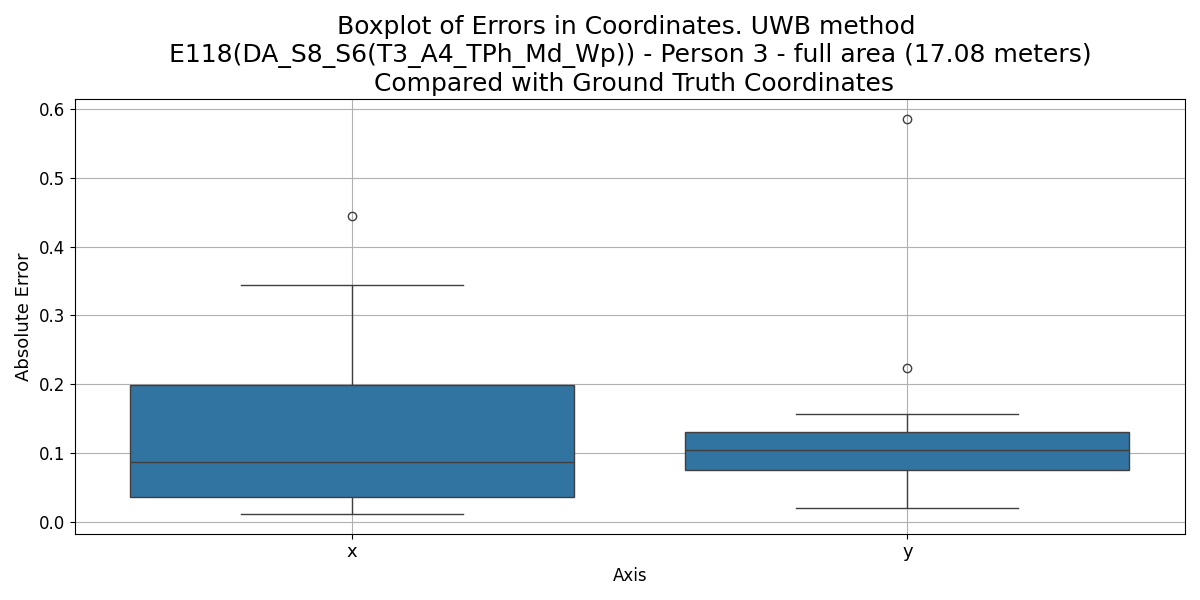 Boxplot of Errors in Coordinates. UWB method
E118(DA_S8_S6(T3_A4_TPh_Md_Wp)) - Person 3 - full area (17.08 meters)
Compared with Ground Truth Coordinates
0.6
0.5
0.4
0.3
0.2
0.1
0.0
Absolute Error
x
y
Axis